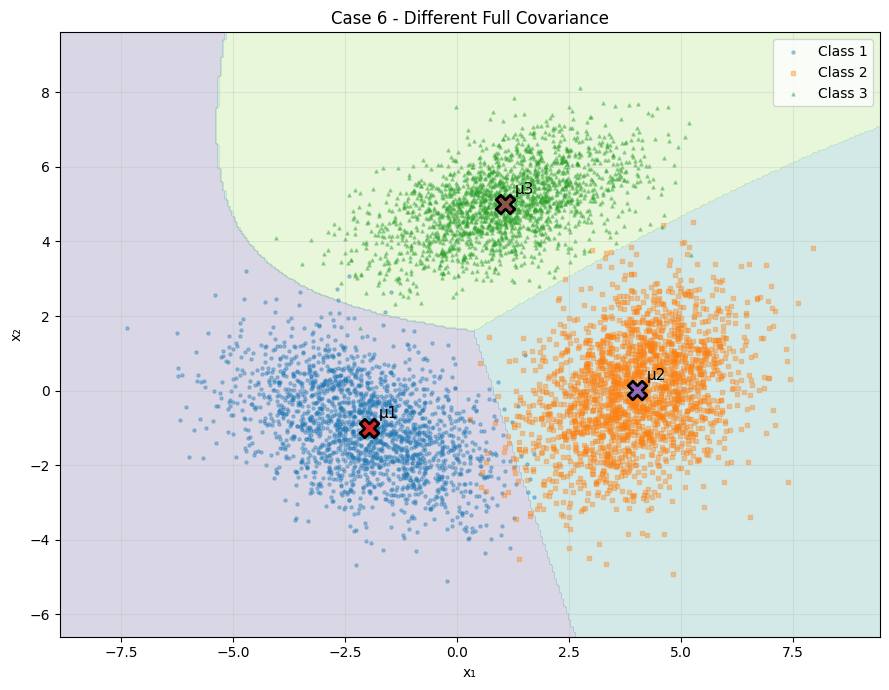 Case 6 - Different Full Covariance
Class 1
Class 2
Class 3
8
6
4
2
0
−2
−4
−6
x₂
μ3
μ2
μ1
−7.5
−5.0
−2.5
0.0
2.5
5.0
7.5
x₁